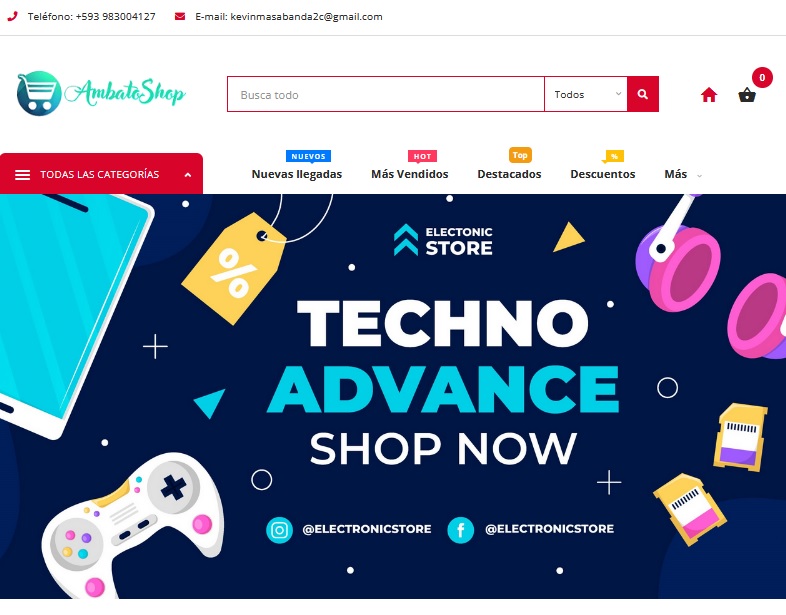 Teléfono: +593 983004127 E-mail: kevinmasabanda2c@gmail.com
AmbatoShop
Busca todo Todos
0
TODAS LAS CATEGORÍAS
NUEVOS HOT Top %
Nuevas llegadas Más Vendidos Destacados Descuentos Más
%
ELECTONIC
STORE
TECHNO
ADVANCE
SHOP NOW
@ELECTRONICSTORE @ELECTRONICSTORE